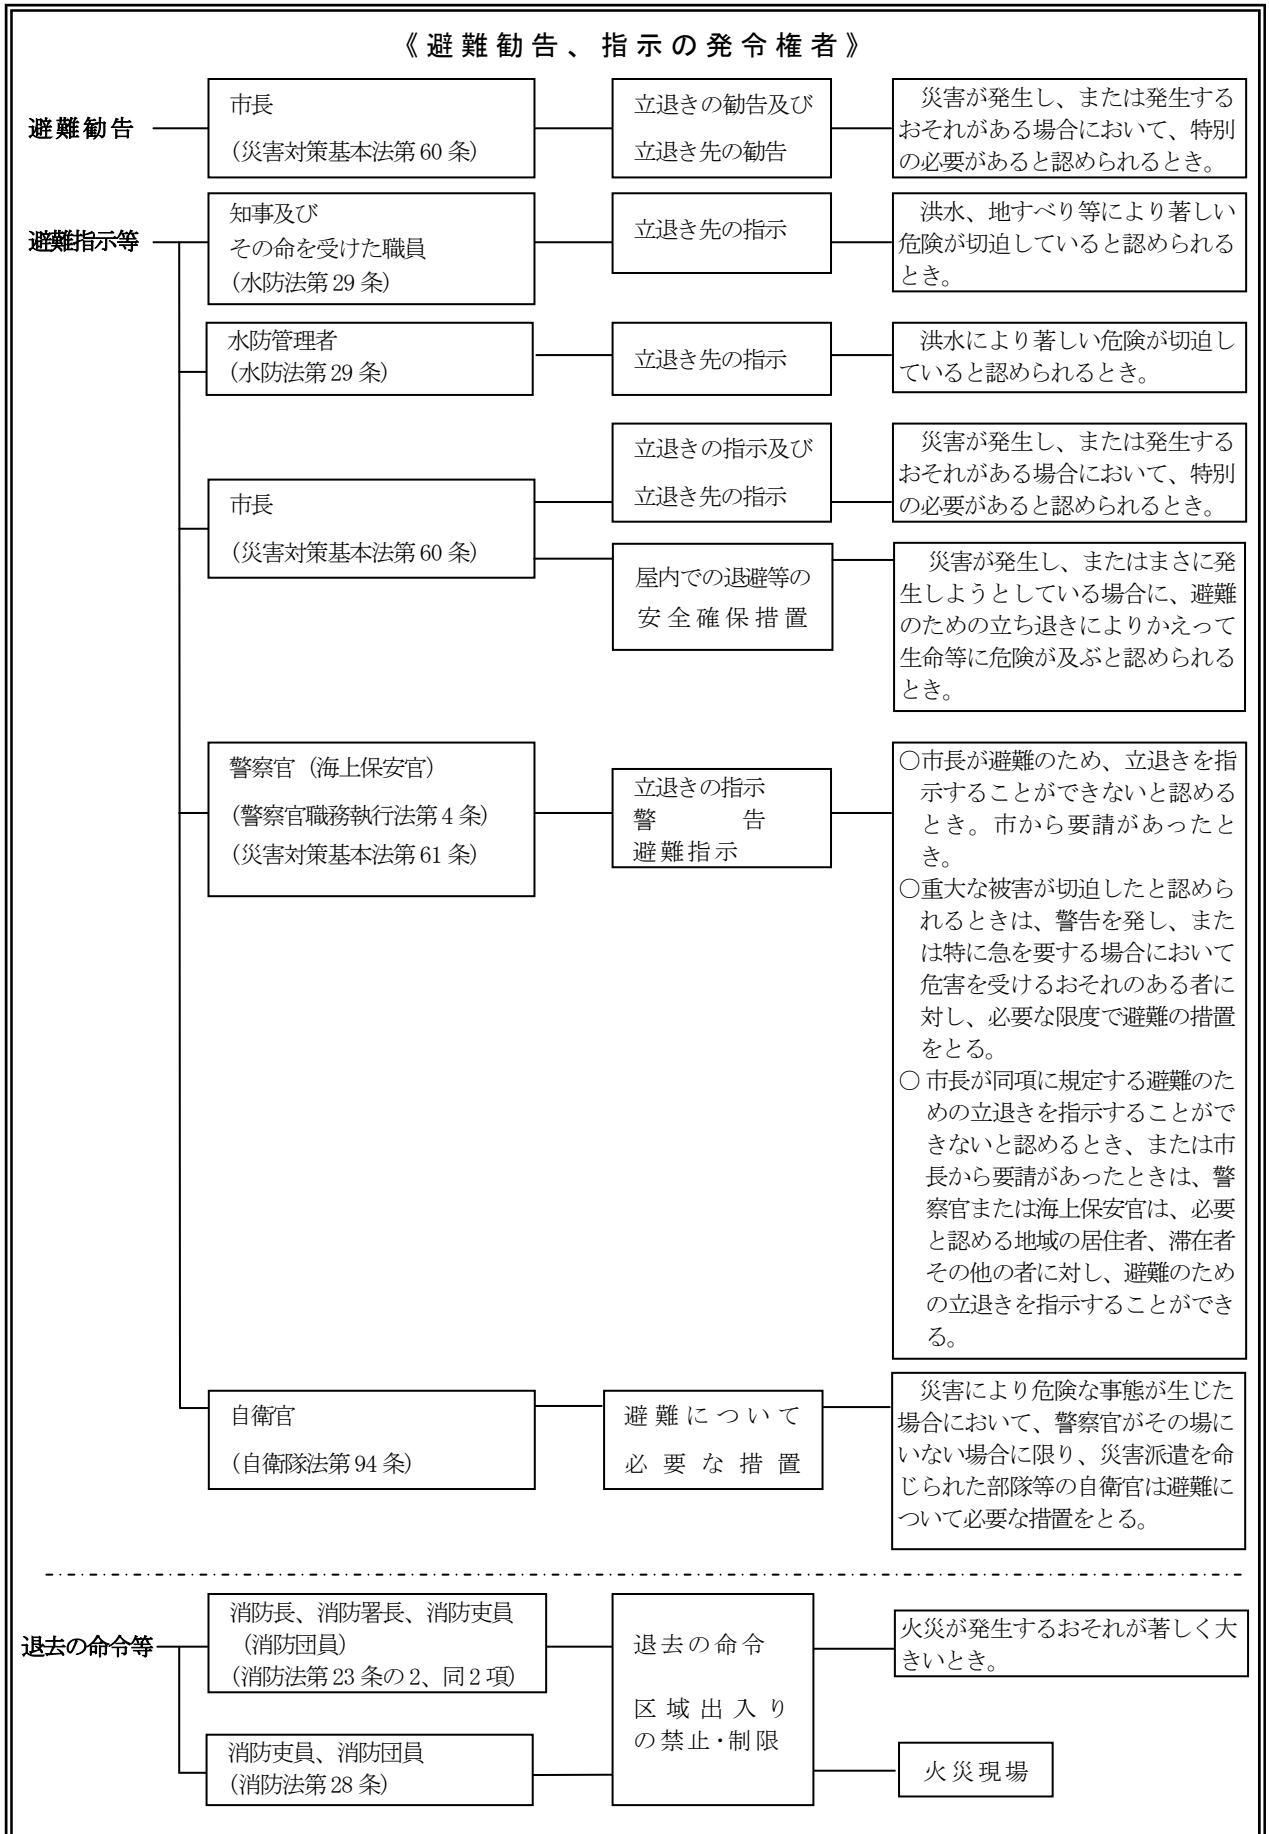 《避難勧告、指示の発令権者》
避難勧告
市長
(災害対策基本法第60条)
立退きの勧告及び
立退き先の勧告
災害が発生し、または発生する
おそれがある場合において、特別
の必要があると認められるとき。
避難指示等
知事及び
その命を受けた職員
(水防法第29条)
立退き先の指示
洪水、地すべり等により著しい
危険が切迫していると認められる
とき。
水防管理者
(水防法第29条)
立退き先の指示
洪水により著しい危険が切迫し
ていると認められるとき。
市長
(災害対策基本法第60条)
立退きの指示及び
立退き先の指示
災害が発生し、または発生する
おそれがある場合において、特別
の必要があると認められるとき。
屋内での退避等の
安全確保措置
災害が発生し、またはまさに発
生しようとしている場合に、避難
のための立ち退きによりかえって
生命等に危険が及ぶと認められる
とき。
警察官(海上保安官)
(警察官職務執行法第4条)
(災害対策基本法第61条)
立退きの指示
警 告
避難指示
○市長が避難のため、立退きを指
示することができないと認める
とき。市から要請があったと
き。
○重大な被害が切迫したと認めら
れるときは、警告を発し、また
は特に急を要する場合において
危害を受けるおそれのある者に
対し、必要な限度で避難の措置
をとる。
○ 市長が同項に規定する避難のた
めの立退きを指示することがで
きないと認めるとき、または市
長から要請があったときは、警
察官または海上保安官は、必要
と認める地域の居住者、滞在者
その他の者に対し、避難のため
の立退きを指示することができ
る。
自衛官
(自衛隊法第94条)
避難について
必要な措置
災害により危険な事態が生じた
場合において、警察官がその場に
いない場合に限り、災害派遣を命
じられた部隊等の自衛官は避難に
ついて必要な措置をとる。
退去の命令等
消防長、消防署長、消防吏員
(消防団員)
(消防法第23条の2、同2項)
退去の命令
区域出入り
の禁止・制限
火災が発生するおそれが著しく大
きいとき。
消防吏員、消防団員
(消防法第28条)
火災現場